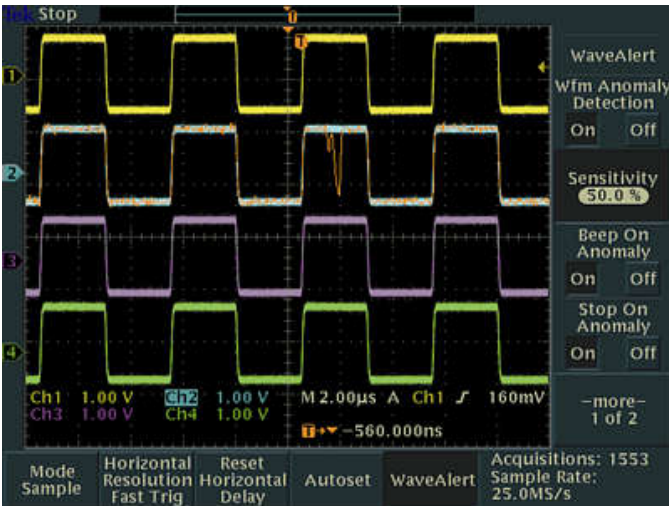 Tek Stop
T
T
1
2
3
4
WaveAlert
Wfm Anomaly
Detection
On Off
Sensitivity
50.0 %
Beep On
Anomaly
On Off
Stop On
Anomaly
On Off
-more-
1 of 2
Ch1 1.00 V Ch2 1.00 V M 2.00µs A Ch1 160mV
Ch3 1.00 V Ch4 1.00 V
T −560.000ns
Mode
Sample
Horizontal
Resolution
Fast Trig
Reset
Horizontal
Delay
Autoset
WaveAlert
Acquisitions: 1553
Sample Rate:
25.0MS/s